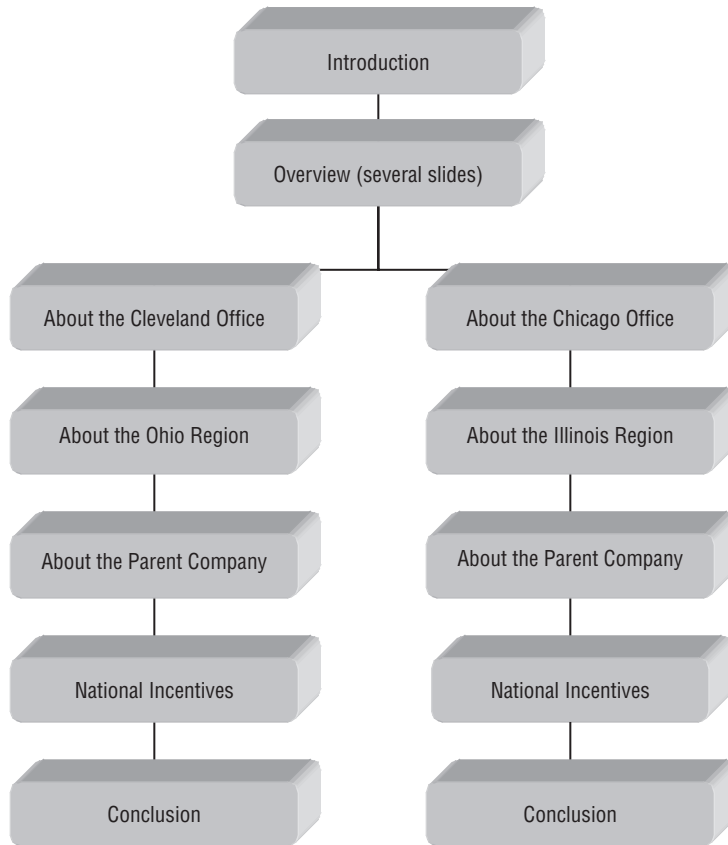 Introduction
Overview (several slides)
About the Cleveland Office
About the Chicago Office
About the Ohio Region
About the Illinois Region
About the Parent Company
About the Parent Company
National Incentives
National Incentives
Conclusion
Conclusion